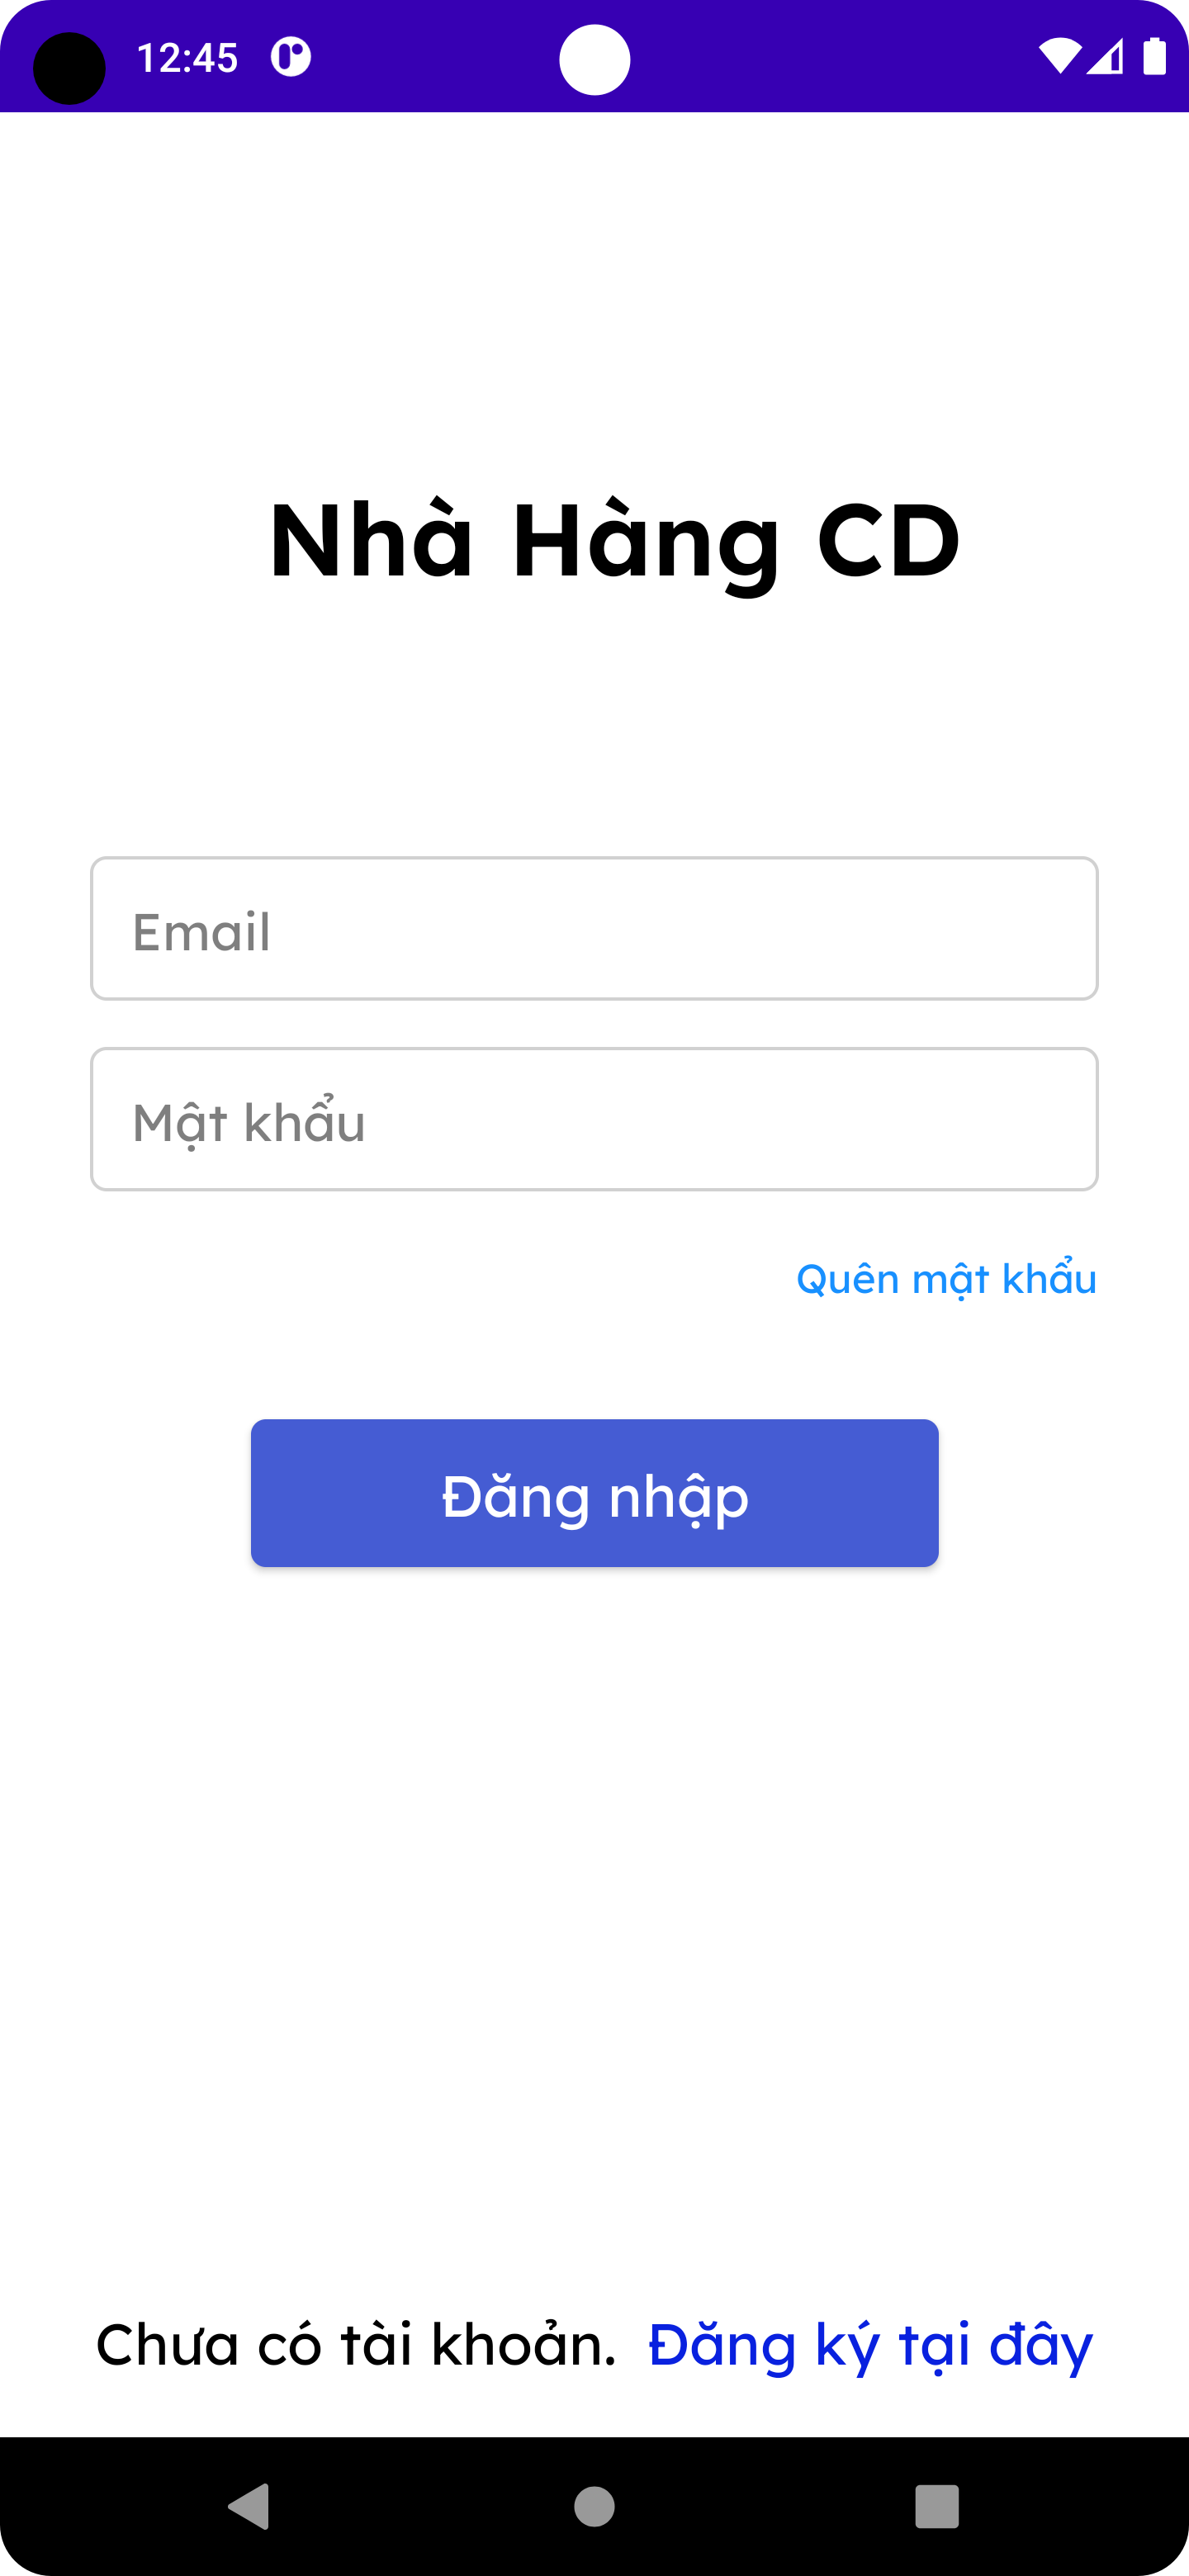 12:45
Nhà Hàng CD
Email
Mật khẩu
Quên mật khẩu
Đăng nhập
Chưa có tài khoản. Đăng ký tại đây